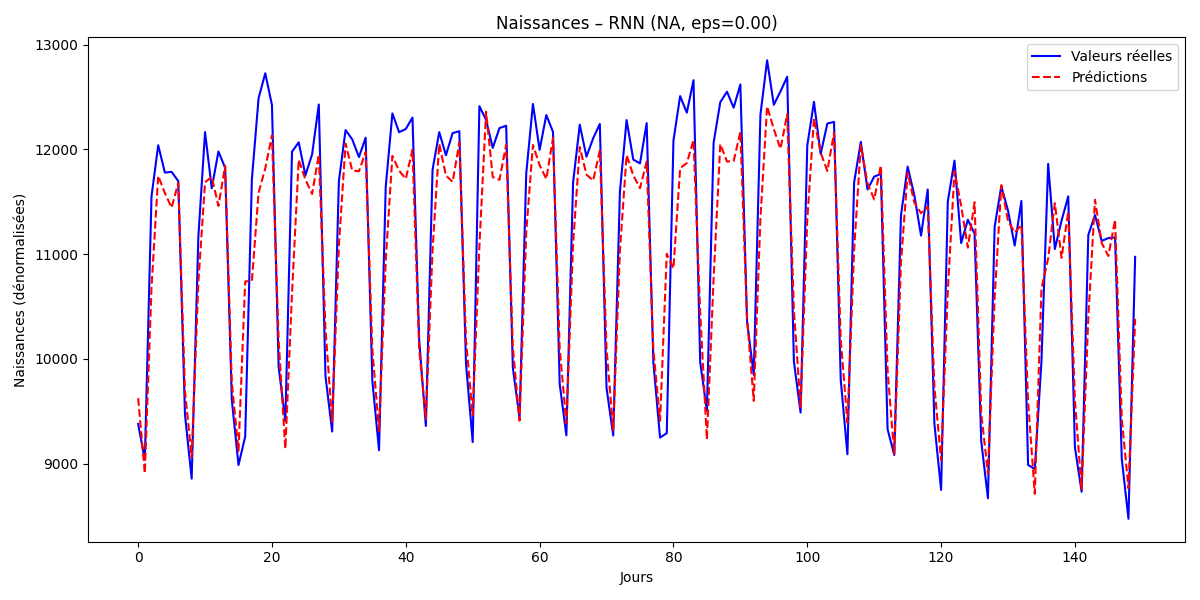 Naissances – RNN (NA, eps=0.00)
Valeurs réelles
Prédictions
Naissances (dénormalisées)
13000
12000
11000
10000
9000
0 20 40 60 80 100 120 140
Jours